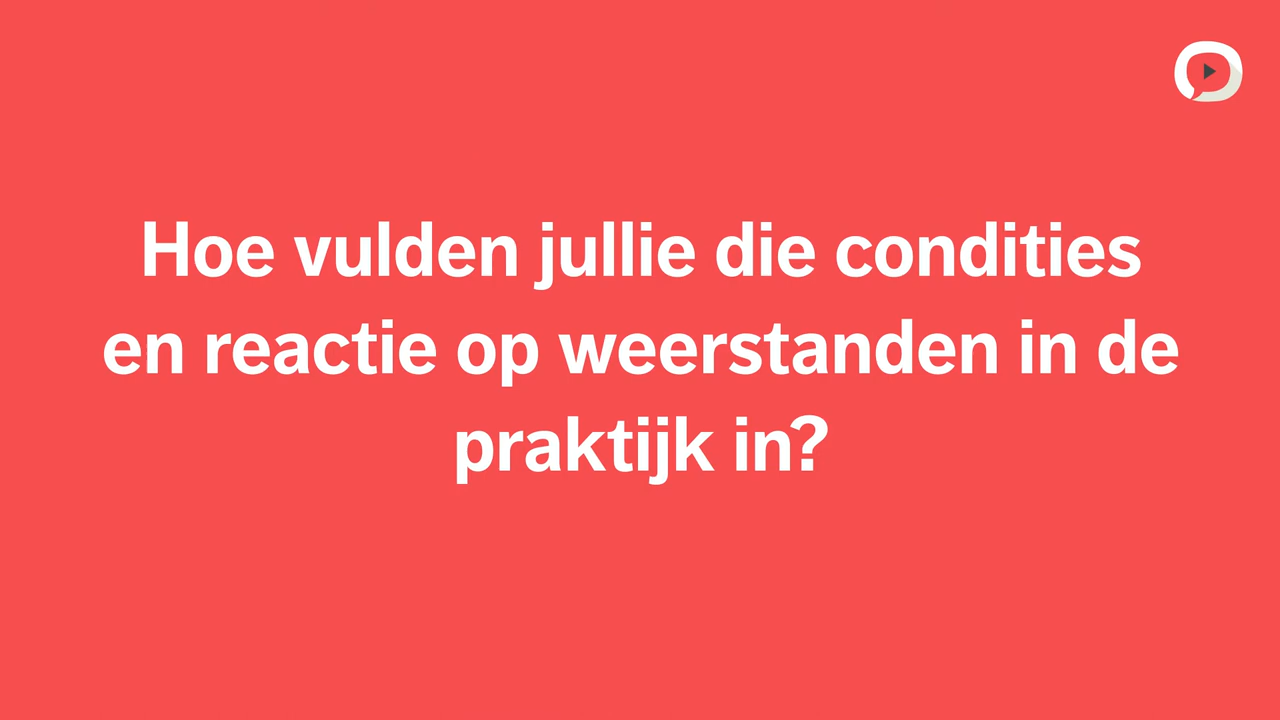 Hoe vulden jullie die condities
en reactie op weerstanden in de
praktijk in?